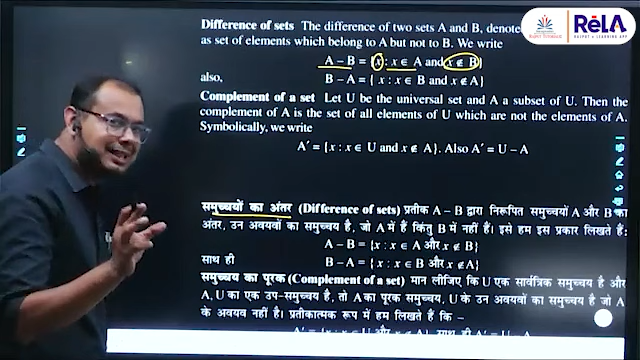 Difference of sets The difference of two sets A and B, denote
as set of elements which belong to A but not to B. We write
A – B = {x : x ∈ A and x ∉ B}
also,
B – A = { x : x ∈ B and x ∉ A}
Complement of a set Let U be the universal set and A a subset of U. Then the
complement of A is the set of all elements of U which are not the elements of A.
Symbolically, we write
A′ = {x : x ∈ U and x ∉ A}. Also A′ = U – A
समुच्चयों का अंतर (Difference of sets) प्रतीक A – B द्वारा निरूपित समुच्चयों A और B का
अंतर, उन अवयवों का समुच्चय है, जो A में हैं किंतु B में नहीं हैं। इसे हम इस प्रकार लिखते हैं:
A – B = {x : x ∈ A और x ∉ B}
साथ ही
B – A = { x : x ∈ B और x ∉ A}
समुच्चय का पूरक (Complement of a set) मान लीजिए कि U एक सार्वत्रिक समुच्चय है और
A, U का एक उप-समुच्चय है, तो A का पूरक समुच्चय, U के उन अवयवों का समुच्चय है जो A
के अवयव नहीं है। प्रतीकात्मक रूप में हम लिखते हैं कि –
A′ = {x : x ∈ U और x ∉ A}, साथ ही A′ = U – A
RēLA